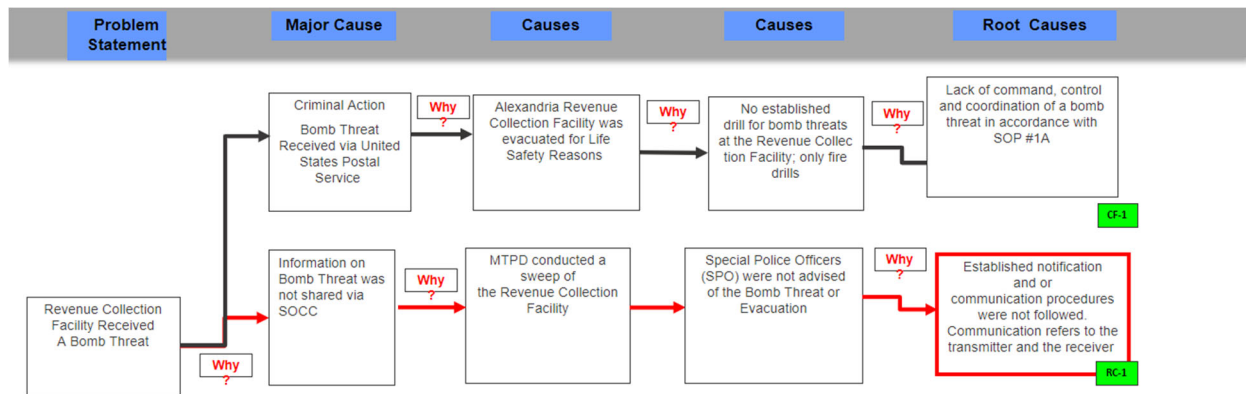 Problem
Statement
Major Cause
Causes
Causes
Root Causes
Criminal Action
Bomb Threat
Received via United
States Postal
Service
Why
?
Alexandria Revenue
Collection Facility was
evacuated for Life
Safety Reasons
Why
?
No established
drill for bomb threats
at the Revenue Collec
tion Facility; only fire
drills
Why
?
Lack of command, control
and coordination of a bomb
threat in accordance with
SOP #1A
CF-1
Revenue Collection
Facility Received
A Bomb Threat
Why
?
Information on
Bomb Threat was
not shared via
SOCC
Why
?
MTPD conducted a
sweep of
the Revenue Collection
Facility
Special Police Officers
(SPO) were not advised
of the Bomb Threat or
Evacuation
Why
?
Established notification
and or
communication procedures
were not followed.
Communication refers to the
transmitter and the receiver
RC-1